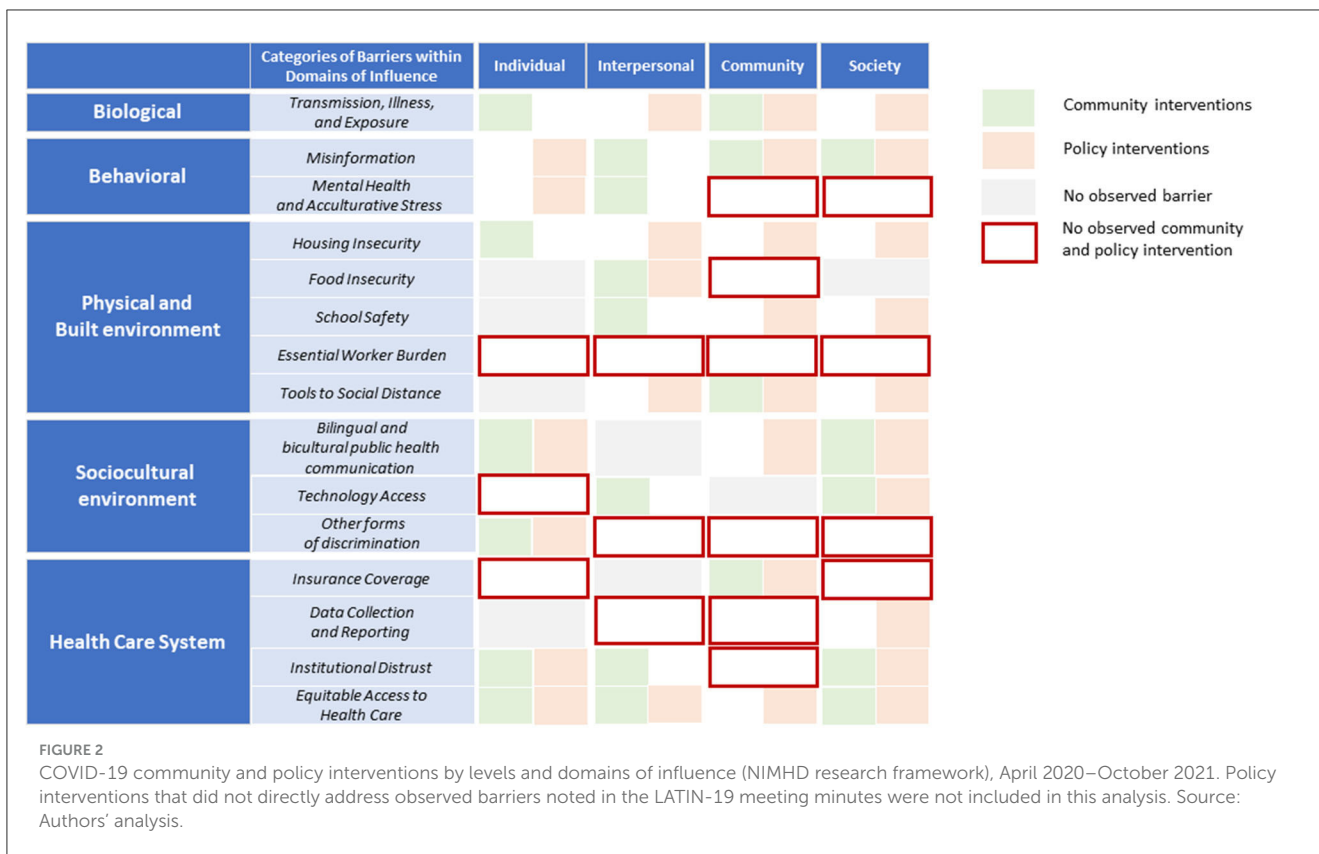 Categories of Barriers within
Domains of Influence
Individual
Interpersonal
Community
Society
Biological
Transmission, Illness,
and Exposure
Behavioral
Misinformation
Mental Health
and Acculturative Stress
Physical and
Built environment
Housing Insecurity
Food Insecurity
School Safety
Essential Worker Burden
Tools to Social Distance
Sociocultural
environment
Bilingual and
bicultural public health
communication
Technology Access
Other forms
of discrimination
Health Care System
Insurance Coverage
Data Collection
and Reporting
Institutional Distrust
Equitable Access to
Health Care
Community interventions
Policy interventions
No observed barrier
No observed community
and policy intervention
FIGURE 2
COVID-19 community and policy interventions by levels and domains of influence (NIMHD research framework), April 2020–October 2021. Policy
interventions that did not directly address observed barriers noted in the LATIN-19 meeting minutes were not included in this analysis. Source:
Authors' analysis.